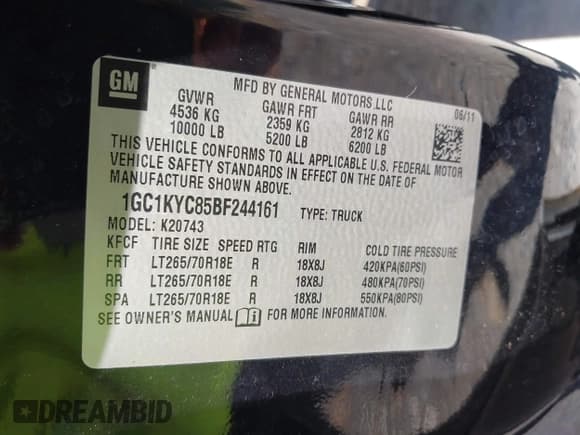 GM
MFD BY GENERAL MOTORS LLC
GVWR GAWR FRT GAWR RR 06/11
4536 KG 2359 KG 2812 KG
10000 LB 5200 LB 6200 LB
THIS VEHICLE CONFORMS TO ALL APPLICABLE U.S. FEDERAL MOTOR
VEHICLE SAFETY STANDARDS IN EFFECT ON THE DATE OF
MANUFACTURE SHOWN ABOVE.
1GC1KYC85BF244161 TYPE: TRUCK
MODEL: K20743
KFCF TIRE SIZE SPEED RTG RIM COLD TIRE PRESSURE
FRT LT265/70R18E R 18X8J 420KPA(60PSI)
RR LT265/70R18E R 18X8J 480KPA(70PSI)
SPA LT265/70R18E R 18X8J 550KPA(80PSI)
SEE OWNER'S MANUAL FOR MORE INFORMATION.
DREAMBID